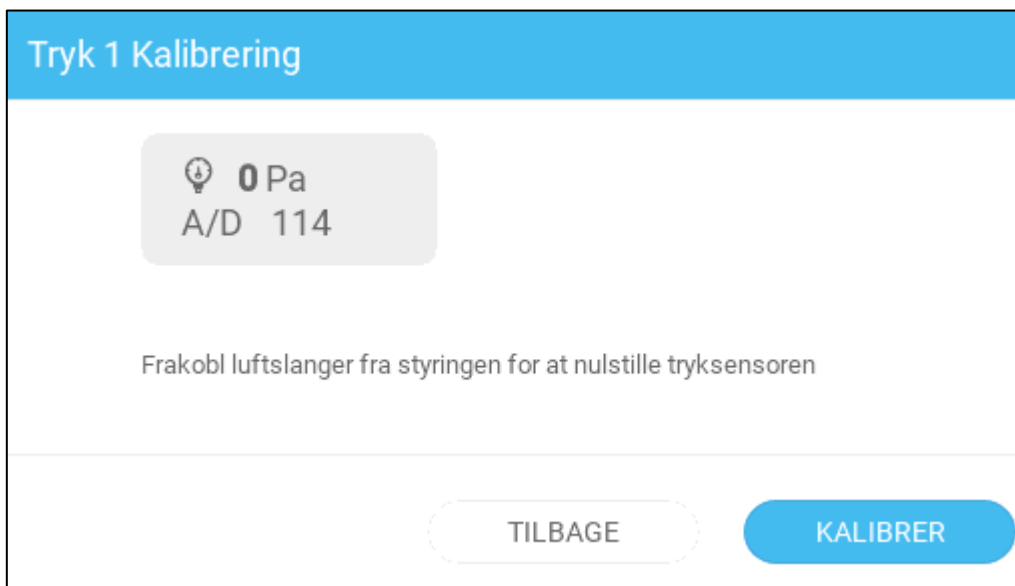 Tryk 1 Kalibrering
0 Pa
A/D 114
Frakobl luftslanger fra styringen for at nulstille tryksensoren
TILBAGE KALIBRER